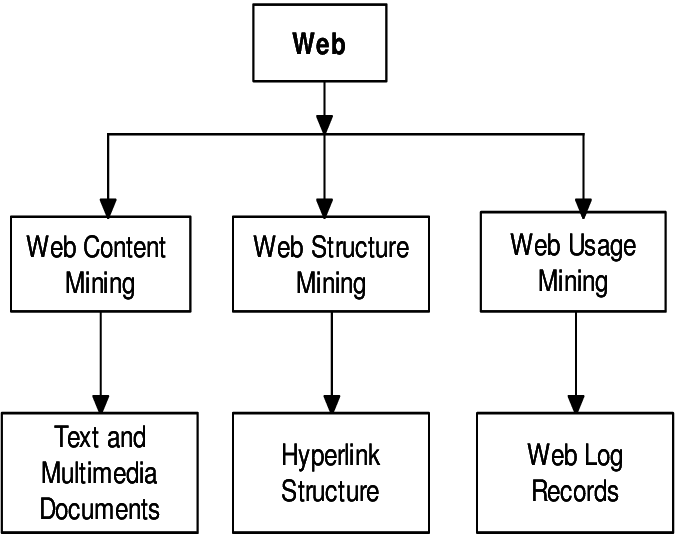 Web
Web Content
Mining
Web Structure
Mining
Web Usage
Mining
Text and
Multimedia
Documents
Hyperlink
Structure
Web Log
Records